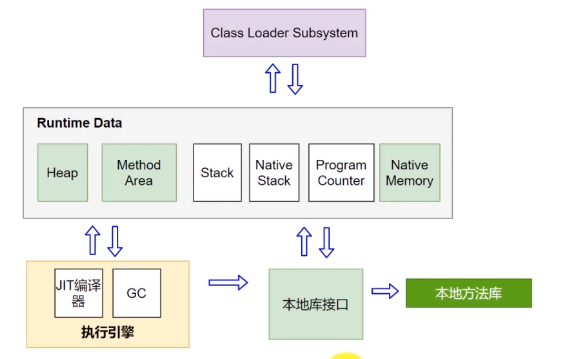 Class Loader Subsystem
Runtime Data
Heap
Method
Area
Stack
Native
Stack
Program
Counter
Native
Memory
JIT编译
器
GC
执行引擎
本地库接口
本地方法库